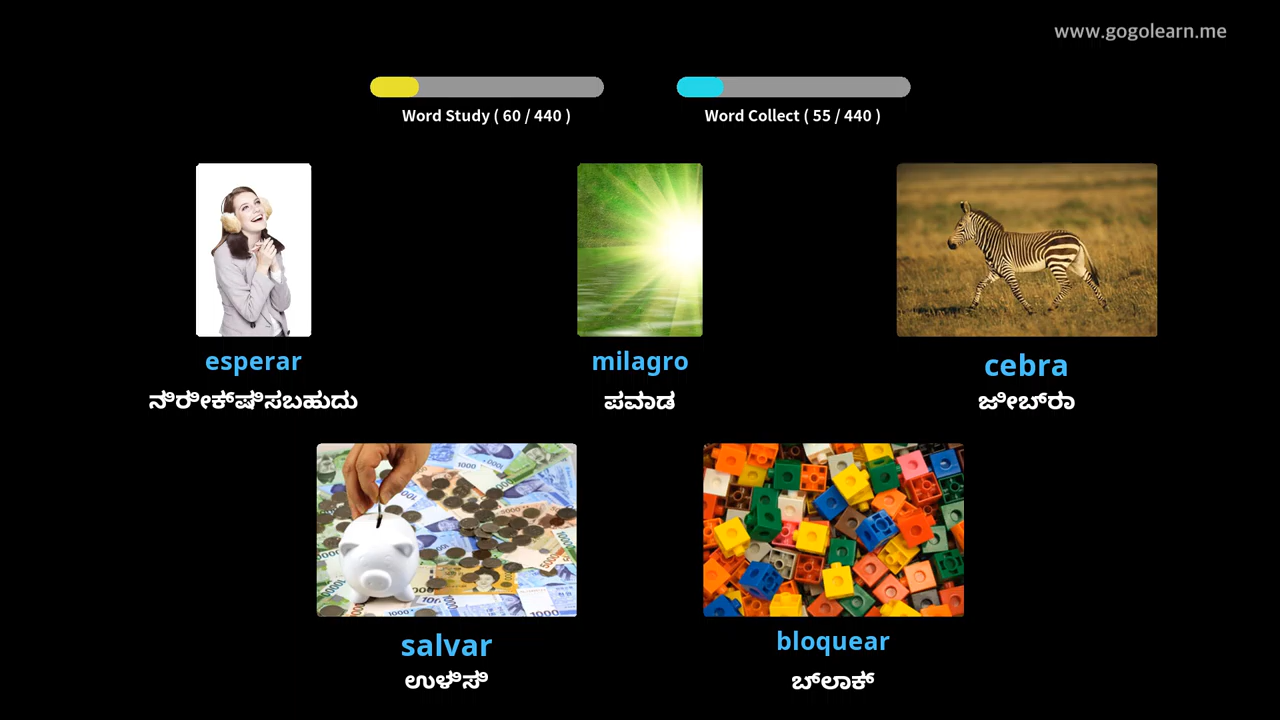 www.gogolearn.me
Word Study ( 60 / 440 )
Word Collect ( 55 / 440 )
esperar
ನಿರೀಕ್ಷಿಸಬಹುದು
milagro
ಪವಾಡ
cebra
ಜೀಬ್ರಾ
salvar
ಉಳಿಸಿ
bloquear
ಬ್ಲಾಕ್